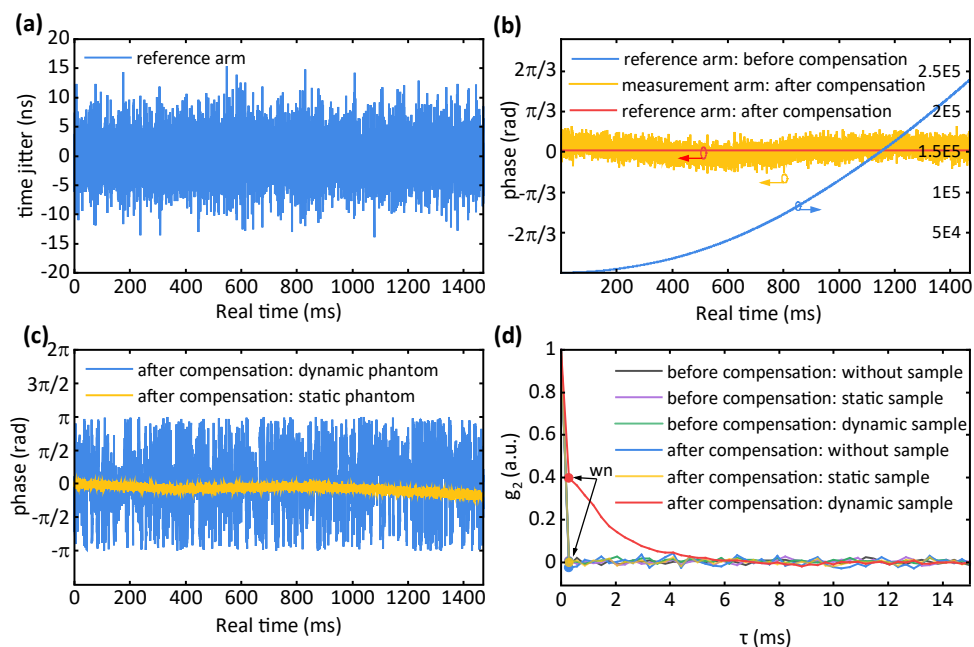 (a)
20
15
10
5
0
-5
-10
-15
-20
time jitter (ns)
reference arm
0 200 400 600 800 1000 1200 1400
Real time (ms)
(b)
2π/3
π/3
0
-π/3
-2π/3
phase (rad)
reference arm: before compensation
measurement arm: after compensation
reference arm: after compensation
2.5E5
2E5
1.5E5
1E5
5E4
200 400 600 800 1000 1200 1400
Real time (ms)
(c)
2π
3π/2
π
π/2
0
-π/2
-π
phase (rad)
after compensation: dynamic phantom
after compensation: static phantom
0 200 400 600 800 1000 1200 1400
Real time (ms)
(d)
1
0.8
0.6
0.4
0.2
0
g2 (a.u.)
before compensation: without sample
before compensation: static sample
before compensation: dynamic sample
after compensation: without sample
after compensation: static sample
after compensation: dynamic sample
wn
0 2 4 6 8 10 12 14
τ (ms)